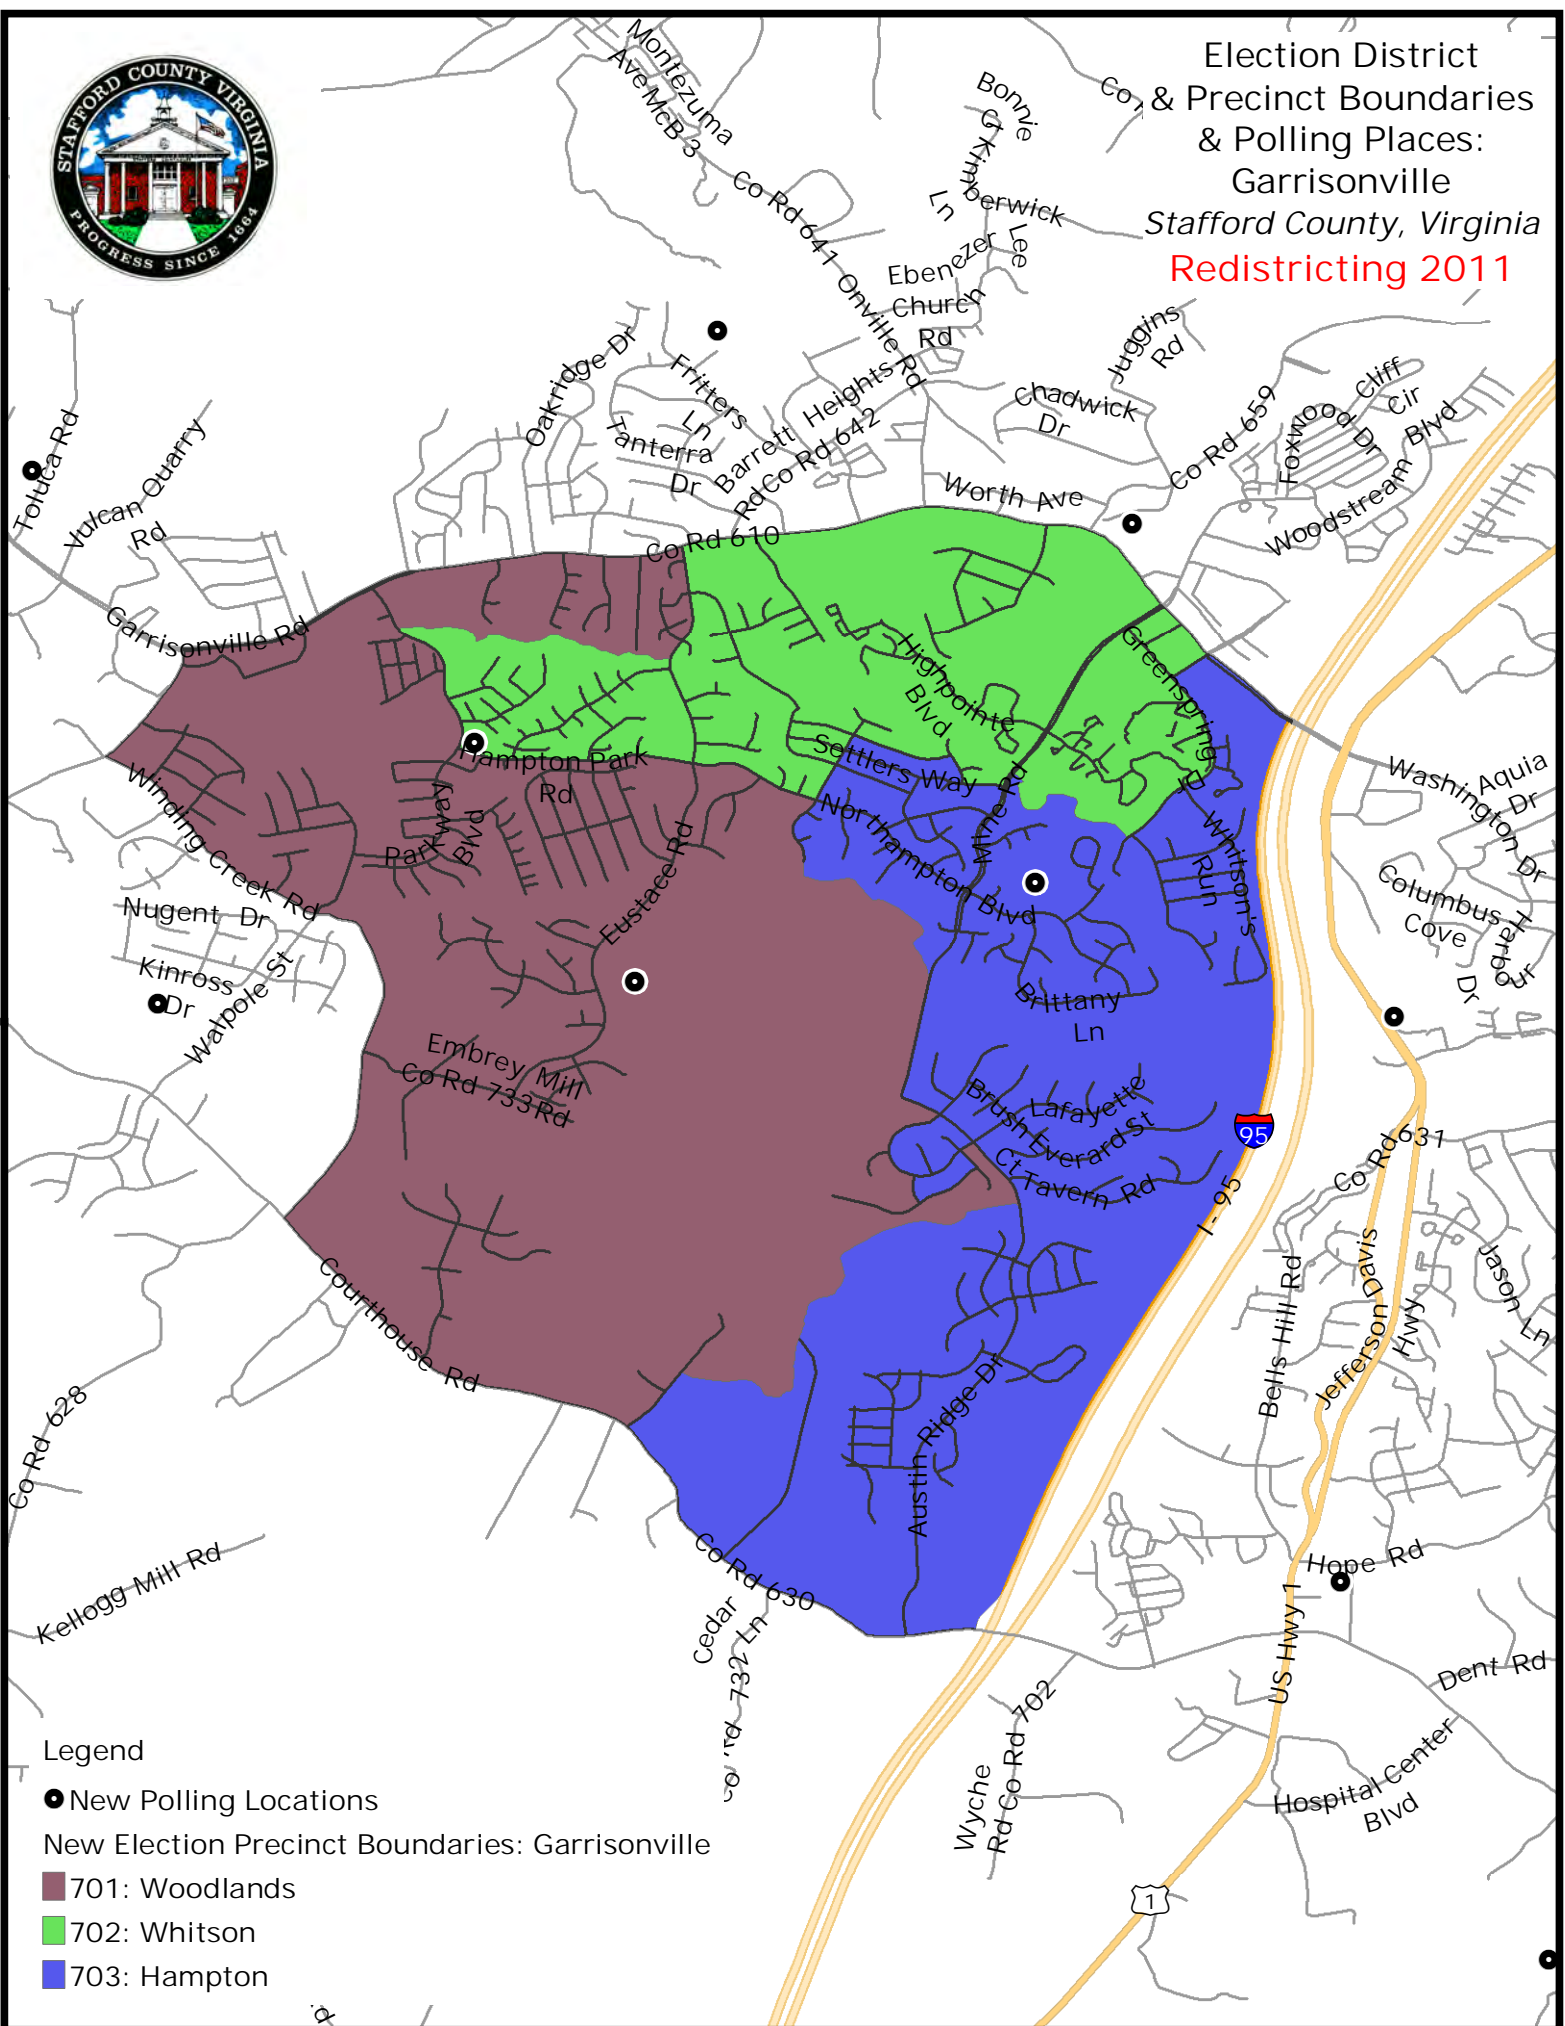 STAFFORD COUNTY VIRGINIA
PROGRESS SINCE 1664
Election District
& Precinct Boundaries
& Polling Places:
Garrisonville
Stafford County, Virginia
Redistricting 2011
Montezuma
Ave
McB 3
Co Rd 641 Onville Rd
Bonnie
Ct
Kimberwick
Ln
Lee
Ebenezer
Church
Rd
Juggins
Rd
Oakridge Dr
Fritters
Ln
Tanterra
Dr
Barrett Heights
Rd
Co Rd 642
Chadwick
Dr
Co Rd 659
Cliff
Cir
Foxwood Dr
Woodstream Blvd
Worth Ave
Toluca Rd
Vulcan Quarry
Rd
Co Rd 610
Garrisonville Rd
Greenspring Dr
Highpointe
Blvd
Settlers Way
Hampton Park
Rd
Mine Rd
Northampton Blvd
Whitson's
Run
Winding Creek Rd
Parkway
Blvd
Eustace Rd
Nugent Dr
Kinross
Dr
Walpole St
Washington Dr
Aquia
Dr
Columbus
Cove
Harbour
Dr
Brittany
Ln
Embrey Mill
Rd
Co Rd 733
Lafayette
St
Brush Everard
Ct
Tavern Rd
95
I- 95
Co Rd 631
Courthouse Rd
Bells Hill Rd
Jefferson Davis
Hwy
Jason Ln
Co Rd 628
Austin Ridge Dr
Kellogg Mill Rd
Co Rd 630
Cedar
Ln
732
Hope Rd
US Hwy 1
Dent Rd
Wyche
Rd
Co Rd 702
Hospital Center
Blvd
1
Legend
New Polling Locations
New Election Precinct Boundaries: Garrisonville
701: Woodlands
702: Whitson
703: Hampton